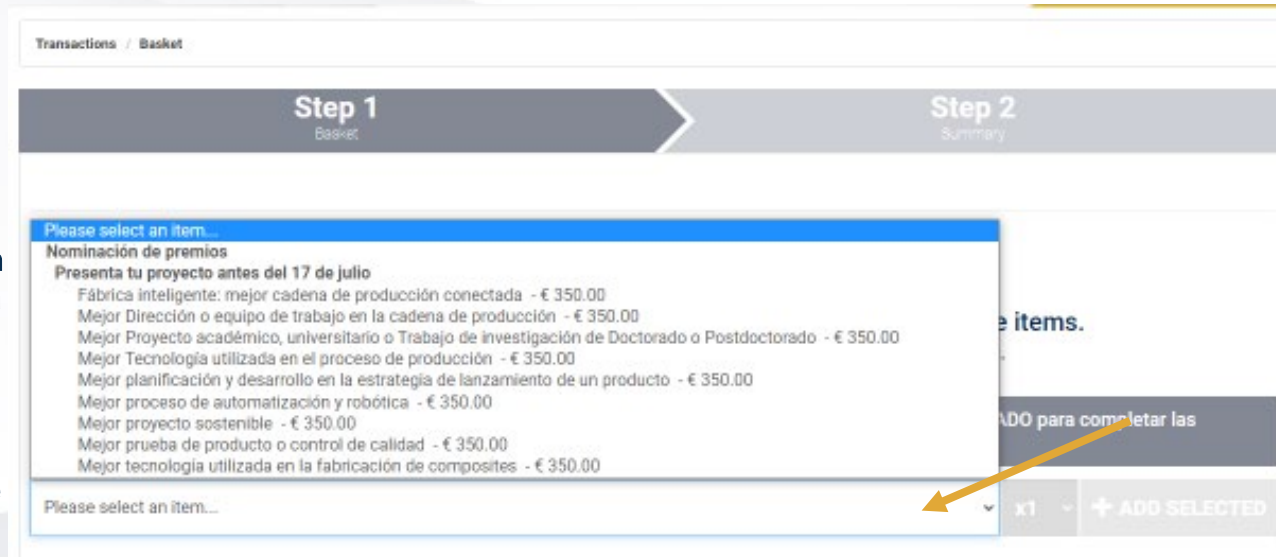 Transactions / Basket
Step 1
Basket
Step 2
Summary
Please select an item...
Nominación de premios
Presenta tu proyecto antes del 17 de julio
Fábrica inteligente: mejor cadena de producción conectada - € 350.00
Mejor Dirección o equipo de trabajo en la cadena de producción - € 350.00
Mejor Proyecto académico, universitario o Trabajo de investigación de Doctorado o Postdoctorado - € 350.00
Mejor Tecnología utilizada en el proceso de producción - € 350.00
Mejor planificación y desarrollo en la estrategia de lanzamiento de un producto - € 350.00
Mejor proceso de automatización y robótica - € 350.00
Mejor proyecto sostenible - € 350.00
Mejor prueba de producto o control de calidad - € 350.00
Mejor tecnología utilizada en la fabricación de composites - € 350.00
items.
para completar las
Please select an item...
x1 + ADD SELECTED